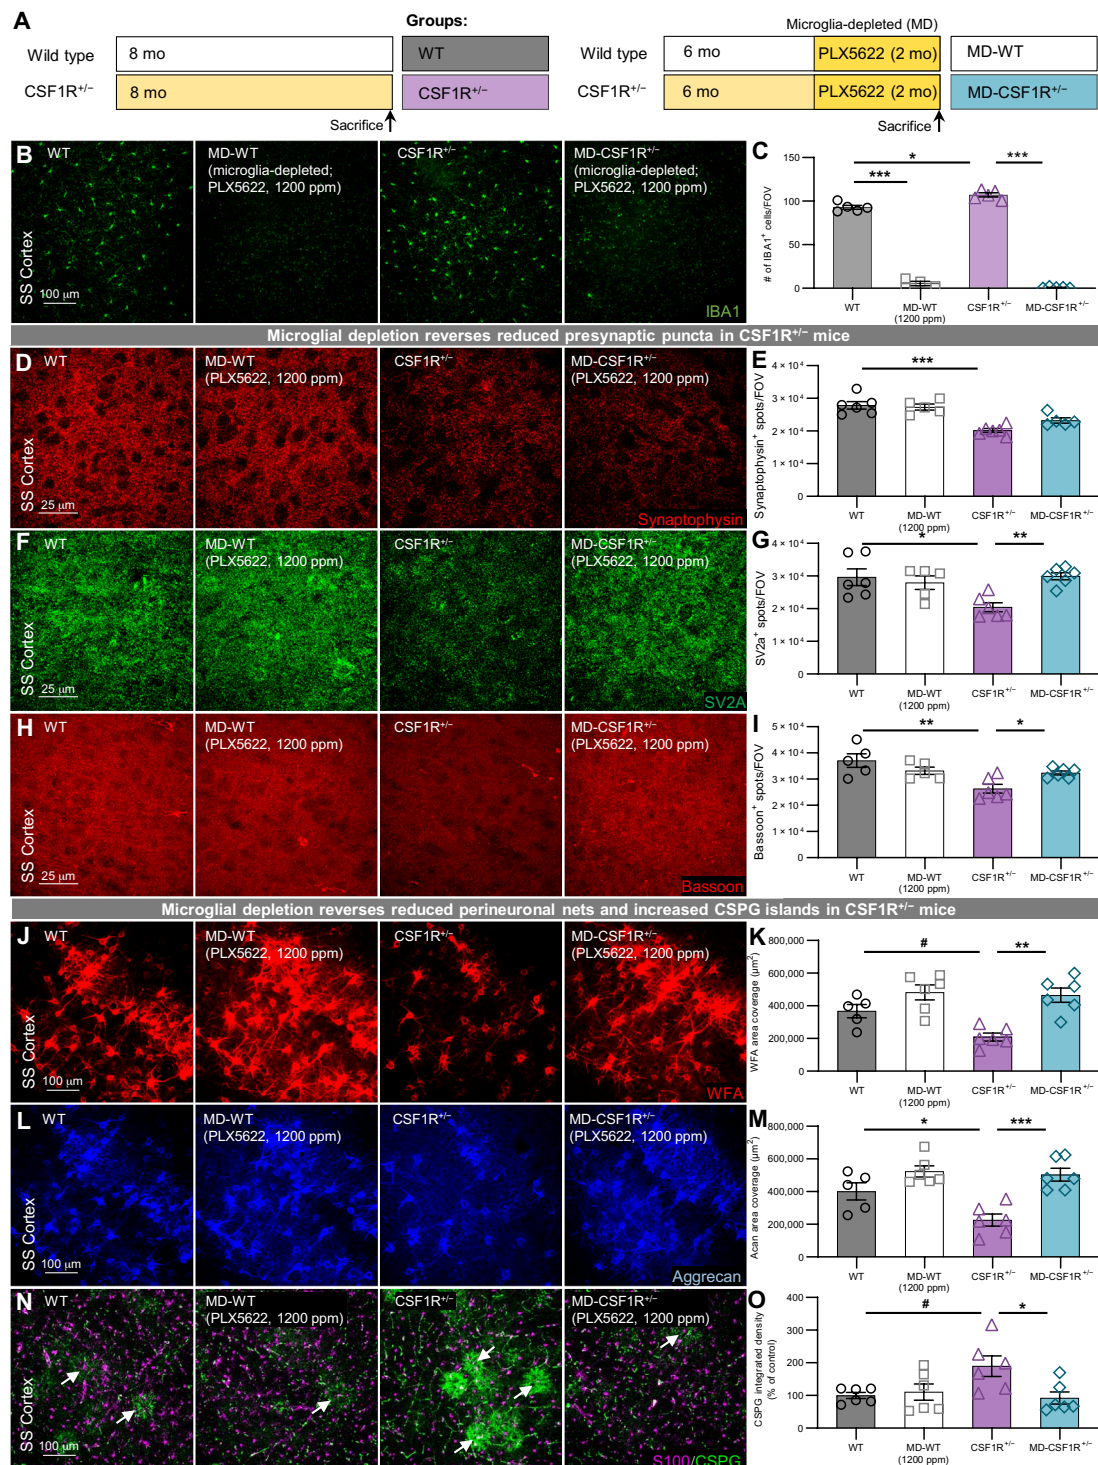 A
Groups:
Wild type
8 mo
WT
CSF1R+/−
8 mo
CSF1R+/−
Sacrifice
Microglia-depleted (MD)
Wild type
6 mo
PLX5622 (2 mo)
MD-WT
CSF1R+/−
6 mo
PLX5622 (2 mo)
MD-CSF1R+/−
Sacrifice
B
WT
MD-WT
(microglia-depleted;
PLX5622, 1200 ppm)
CSF1R+/−
MD-CSF1R+/−
(microglia-depleted;
PLX5622, 1200 ppm)
SS Cortex
100 μm
IBA1
C
# of IBA1+ cells/FOV
150
100
50
0
*
***
***
WT
MD-WT
(1200 ppm)
CSF1R+/−
MD-CSF1R+/−
Microglial depletion reverses reduced presynaptic puncta in CSF1R+/− mice
D
WT
MD-WT
(PLX5622, 1200 ppm)
CSF1R+/−
MD-CSF1R+/−
(PLX5622, 1200 ppm)
SS Cortex
25 μm
Synaptophysin
E
Synaptophysin+ spots/FOV
4 × 10⁴
3 × 10⁴
2 × 10⁴
1 × 10⁴
0
***
WT
MD-WT
(1200 ppm)
CSF1R+/−
MD-CSF1R+/−
F
WT
MD-WT
(PLX5622, 1200 ppm)
CSF1R+/−
MD-CSF1R+/−
(PLX5622, 1200 ppm)
SS Cortex
25 μm
SV2A
G
SV2a+ spots/FOV
4 × 10⁴
3 × 10⁴
2 × 10⁴
1 × 10⁴
0
*
**
WT
MD-WT
(1200 ppm)
CSF1R+/−
MD-CSF1R+/−
H
WT
MD-WT
(PLX5622, 1200 ppm)
CSF1R+/−
MD-CSF1R+/−
(PLX5622, 1200 ppm)
SS Cortex
25 μm
Bassoon
I
Bassoon+ spots/FOV
5 × 10⁴
4 × 10⁴
3 × 10⁴
2 × 10⁴
1 × 10⁴
0
**
*
WT
MD-WT
(1200 ppm)
CSF1R+/−
MD-CSF1R+/−
Microglial depletion reverses reduced perineuronal nets and increased CSPG islands in CSF1R+/− mice
J
WT
MD-WT
(PLX5622, 1200 ppm)
CSF1R+/−
MD-CSF1R+/−
(PLX5622, 1200 ppm)
SS Cortex
100 μm
WFA
K
WFA area coverage (μm²)
800,000
600,000
400,000
200,000
0
#
**
WT
MD-WT
(1200 ppm)
CSF1R+/−
MD-CSF1R+/−
L
WT
MD-WT
(PLX5622, 1200 ppm)
CSF1R+/−
MD-CSF1R+/−
(PLX5622, 1200 ppm)
SS Cortex
100 μm
Aggrecan
M
Acan area coverage (μm²)
800,000
600,000
400,000
200,000
0
*
***
WT
MD-WT
(1200 ppm)
CSF1R+/−
MD-CSF1R+/−
N
WT
MD-WT
(PLX5622, 1200 ppm)
CSF1R+/−
MD-CSF1R+/−
(PLX5622, 1200 ppm)
SS Cortex
100 μm
S100/CSPG
O
CSPG integrated density
(% of control)
400
300
200
100
0
#
*
WT
MD-WT
(1200 ppm)
CSF1R+/−
MD-CSF1R+/−